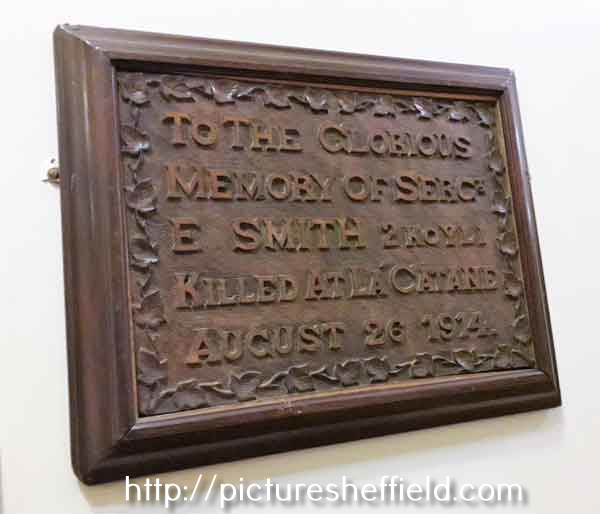 TO THE GLORIOUS
MEMORY OF SERGT
E SMITH 2 KOYLI
KILLED AT LA CATANE
AUGUST 26 1914.
http://picturesheffield.com